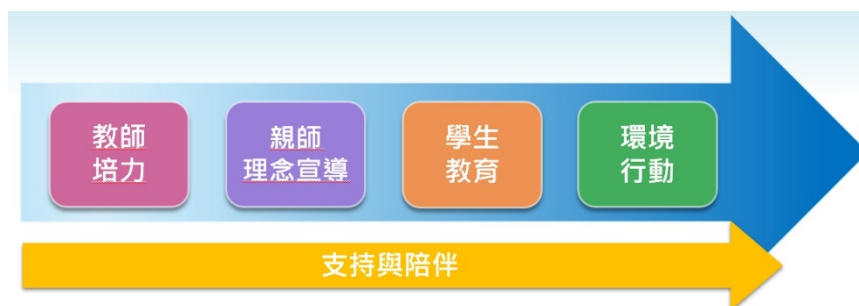 教師
培力
親師
理念宣導
學生
教育
環境
行動
支持與陪伴